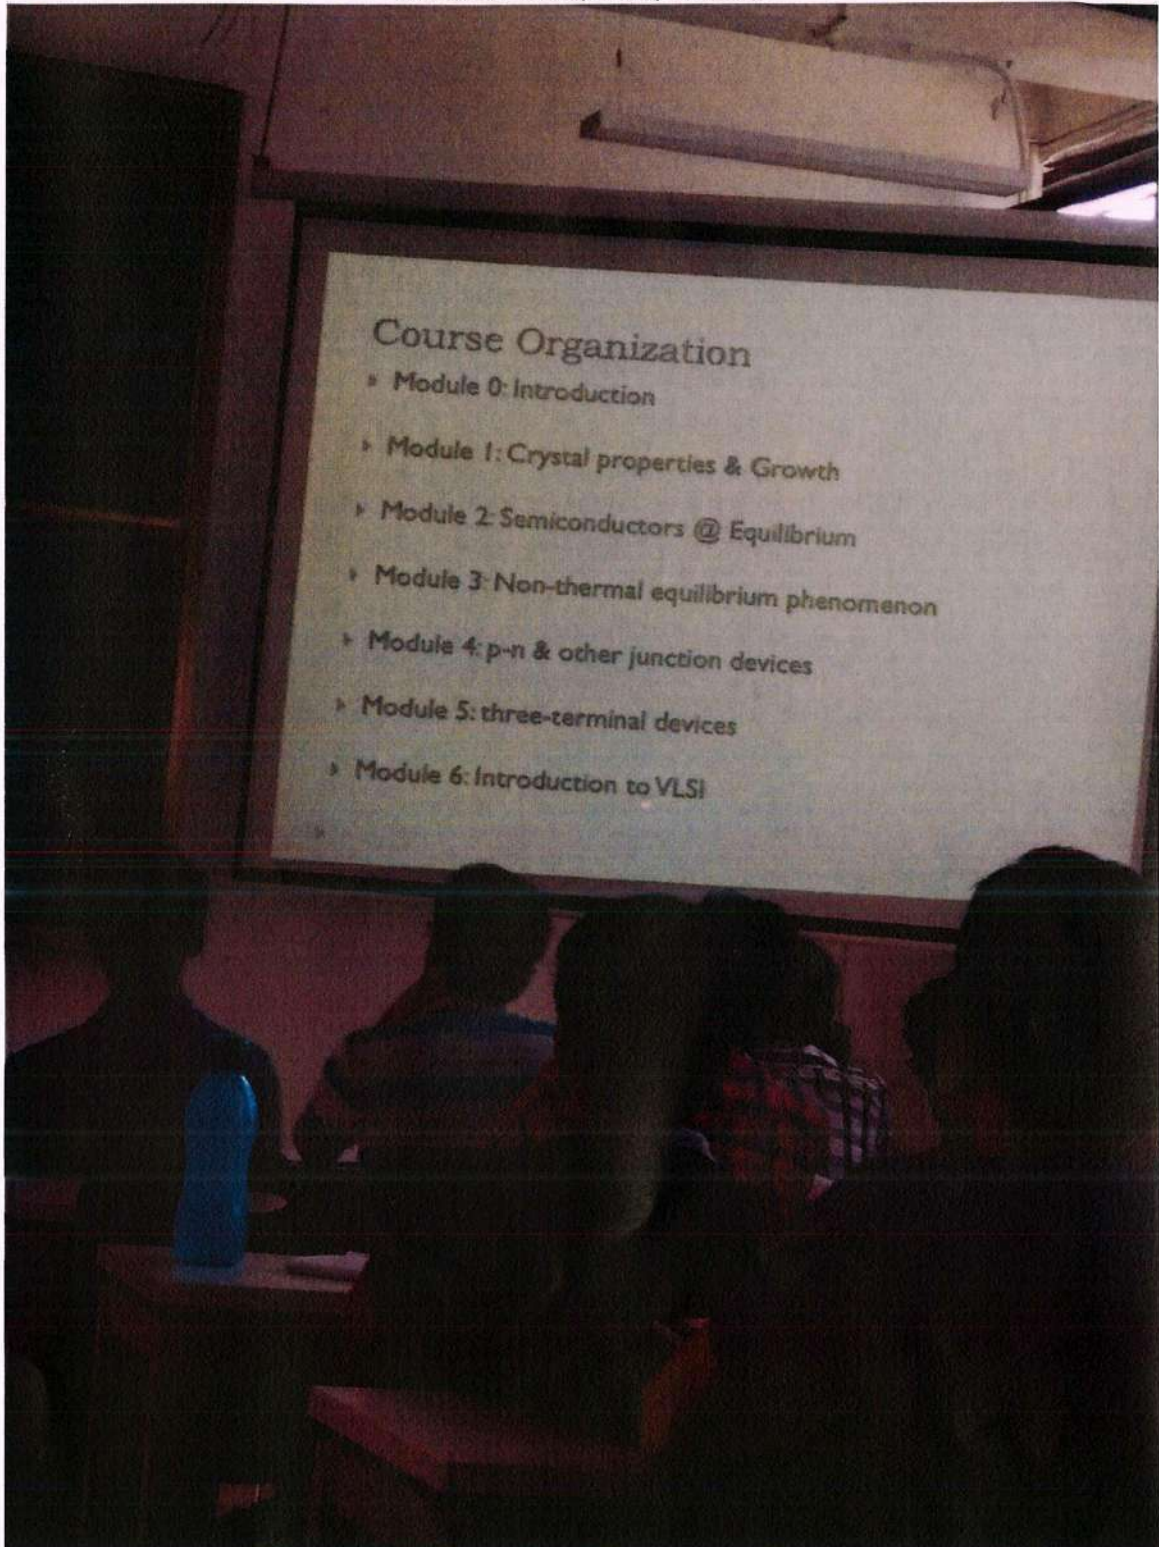 Course Organization
Module 0: Introduction
Module 1: Crystal properties & Growth
Module 2: Semiconductors @ Equilibrium
Module 3: Non-thermal equilibrium phenomenon
Module 4: p-n & other junction devices
Module 5: three-terminal devices
Module 6: Introduction to VLSI